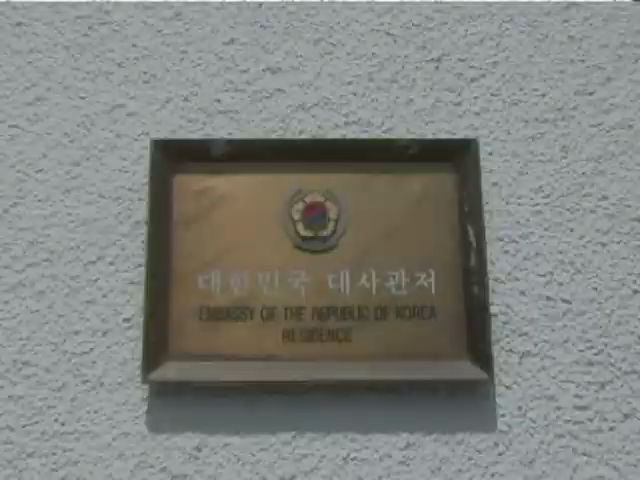 대한민국 대사관저
EMBASSY OF THE REPUBLIC OF KOREA
RESIDENCE